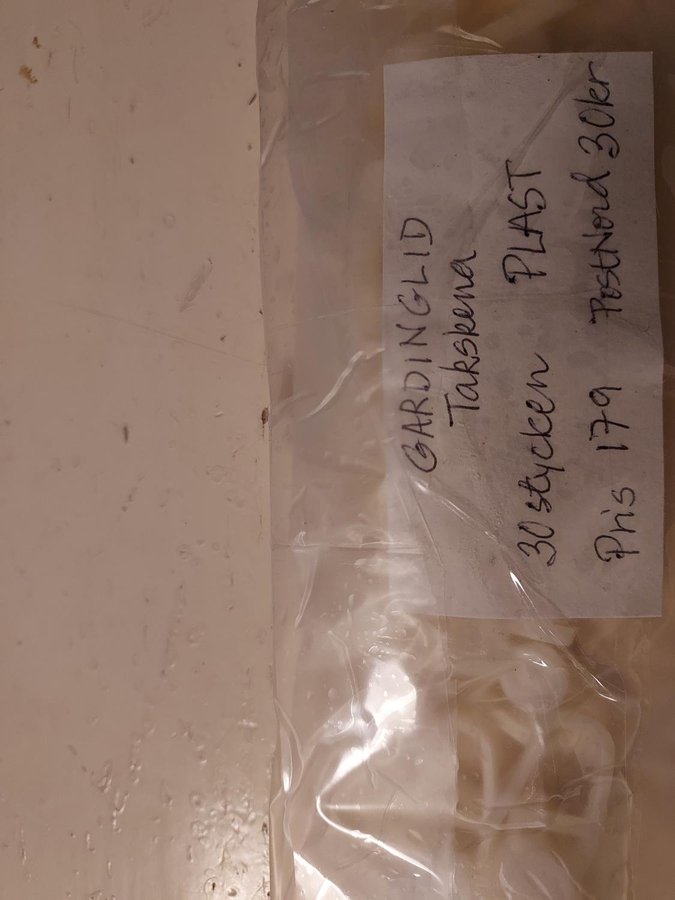 GARDINGLID
Takskena
30 stycken PLAST
Pris 179 PostNord 30kr